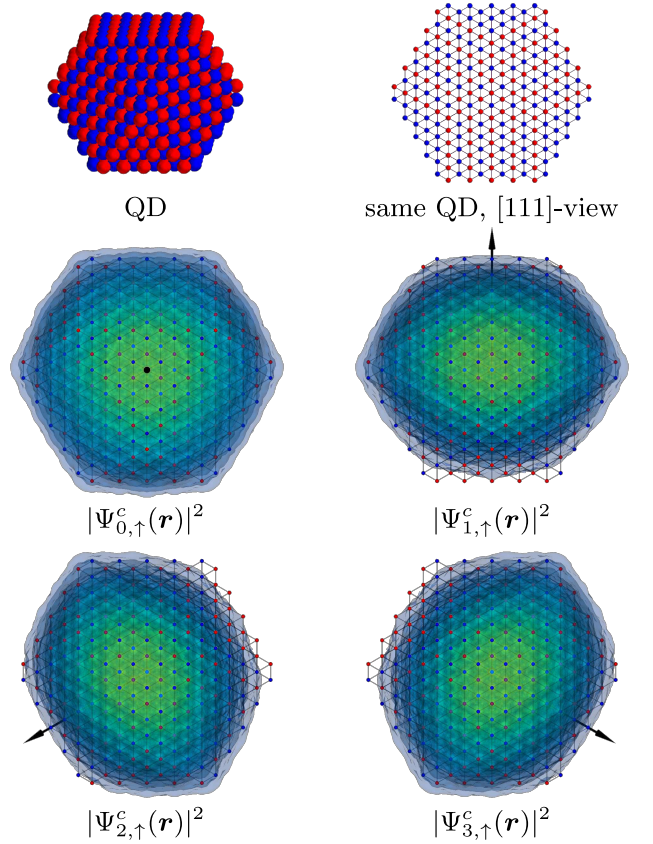 QD
same QD, [111]-view
|Ψ^c_{0,↑}(r)|²
|Ψ^c_{1,↑}(r)|²
|Ψ^c_{2,↑}(r)|²
|Ψ^c_{3,↑}(r)|²